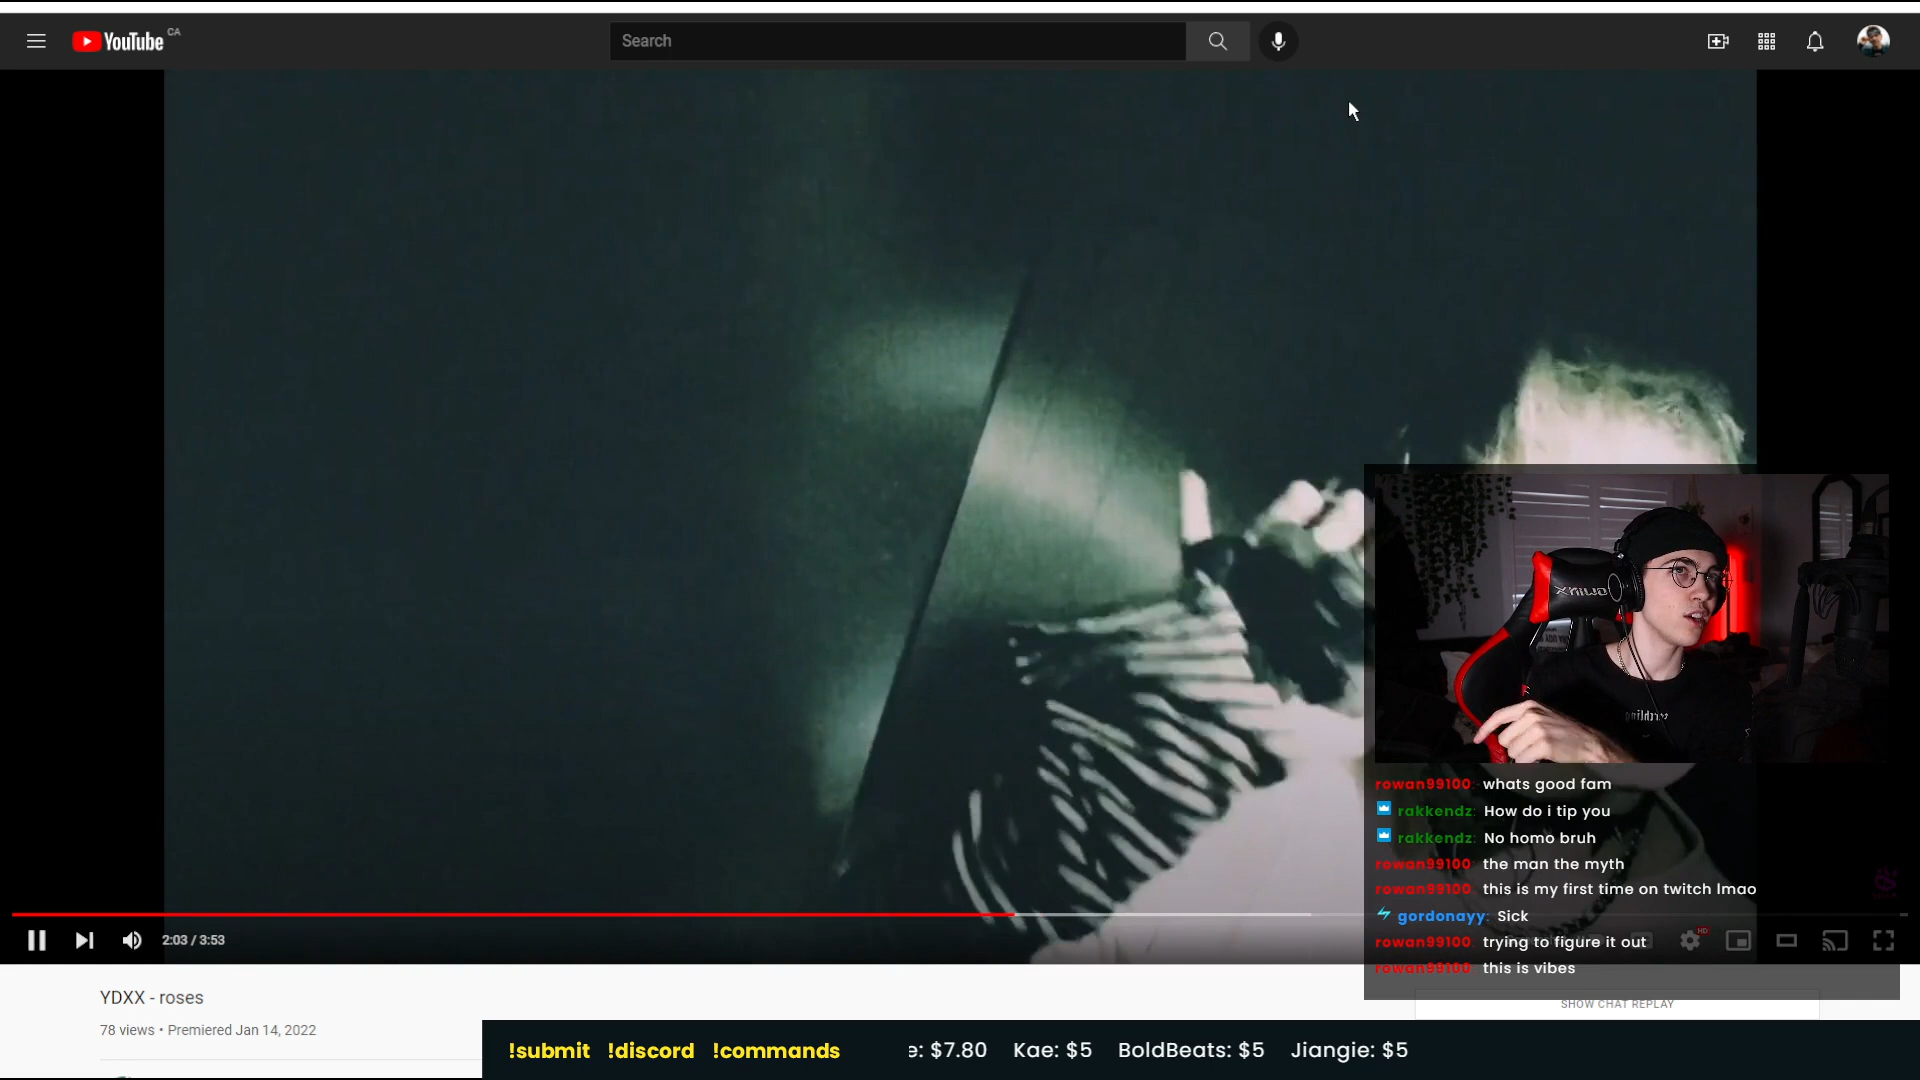 YouTube CA
Search
rowan99100: whats good fam
rakkendz: How do i tip you
rakkendz: No homo bruh
rowan99100: the man the myth
rowan99100: this is my first time on twitch lmao
gordonayy: Sick
HD
rowan99100: trying to figure it out
rowan99100: this is vibes
2:03 / 3:53
YDXX - roses
78 views • Premiered Jan 14, 2022
SHOW CHAT REPLAY
!submit !discord !commands
e: $7.80 Kae: $5 BoldBeats: $5 Jiangie: $5